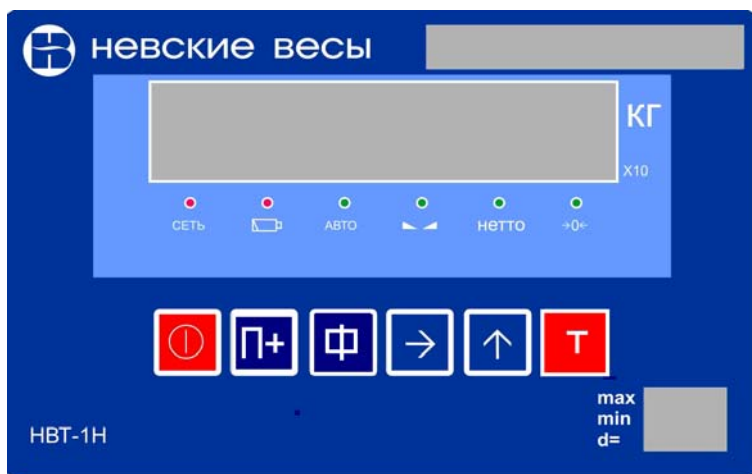 невские весы
КГ
X10
СЕТЬ
АВТО
НЕТТО
→0←
П+
Ф
→
↑
Т
max
min
d=
НВТ-1Н